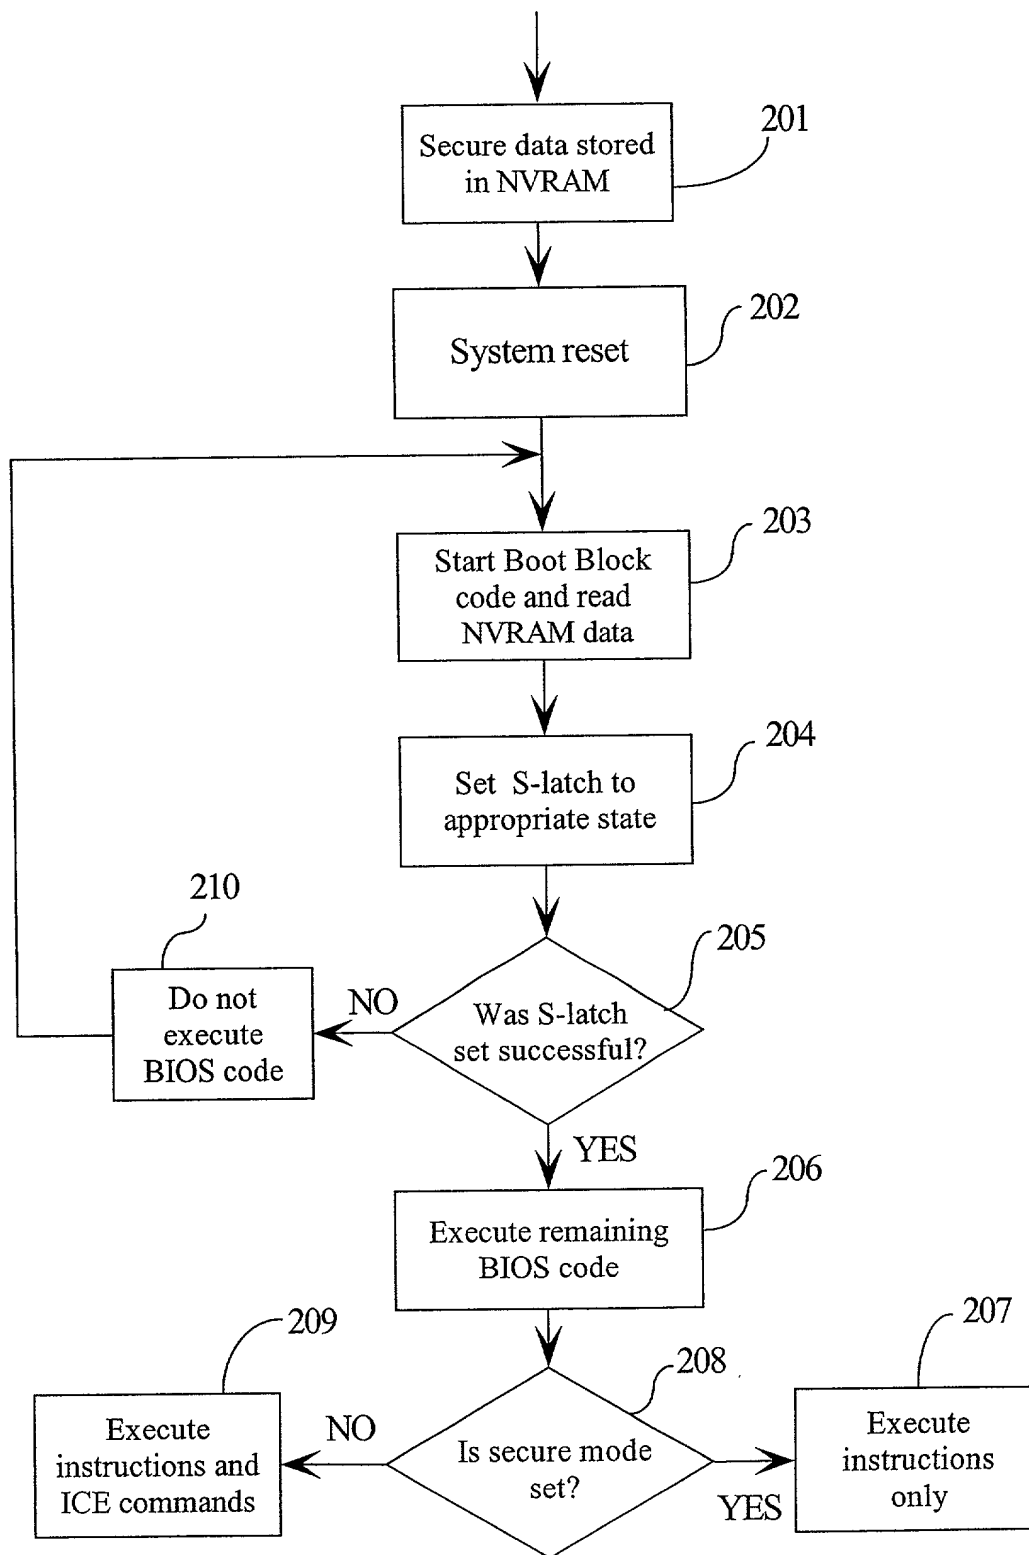 201
Secure data stored
in NVRAM
202
System reset
203
Start Boot Block
code and read
NVRAM data
204
Set S-latch to
appropriate state
210
205
Do not
execute
BIOS code
NO
Was S-latch
set successful?
YES
206
Execute remaining
BIOS code
209
208
207
Execute
instructions and
ICE commands
NO
Is secure mode
set?
YES
Execute
instructions
only